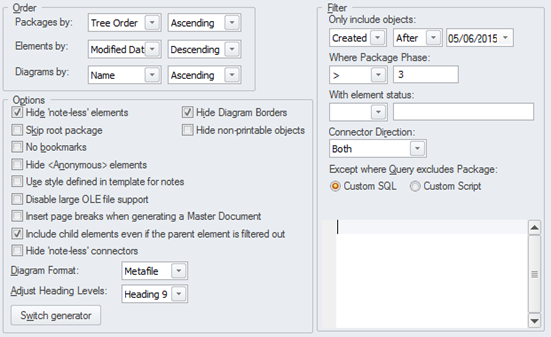 Order
Packages by: Tree Order Ascending
Elements by: Modified Dat Descending
Diagrams by: Name Ascending
Options
Hide 'note-less' elements
Hide Diagram Borders
Skip root package
Hide non-printable objects
No bookmarks
Hide <Anonymous> elements
Use style defined in template for notes
Disable large OLE file support
Insert page breaks when generating a Master Document
Include child elements even if the parent element is filtered out
Hide 'note-less' connectors
Diagram Format: Metafile
Adjust Heading Levels: Heading 9
Switch generator
Filter
Only include objects:
Created After 05/06/2015
Where Package Phase:
> 3
With element status:
Connector Direction:
Both
Except where Query excludes Package:
Custom SQL Custom Script